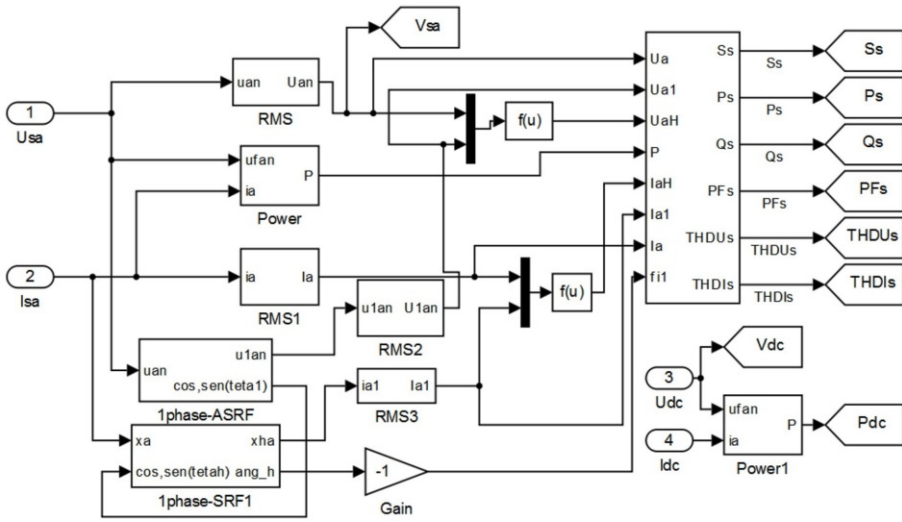 Vsa
uan
Uan
RMS
1
Usa
ufan
ia
P
Power
2
Isa
ia
Ia
RMS1
u1an
U1an
RMS2
uan
u1an
cos,sen(teta1)
1phase-ASRF
ia1
Ia1
RMS3
xa
xha
cos,sen(tetah)
ang_h
1phase-SRF1
-1
Gain
f(u)
f(u)
Ua
Ua1
UaH
P
IaH
Ia1
Ia
fi1
Ss
Ps
Qs
PFs
THDUs
THDIs
Ss
Ps
Qs
PFs
THDUs
THDIs
Ss
Ps
Qs
PFs
THDUs
THDIs
Vdc
3
Udc
4
Idc
ufan
ia
P
Power1
Pdc